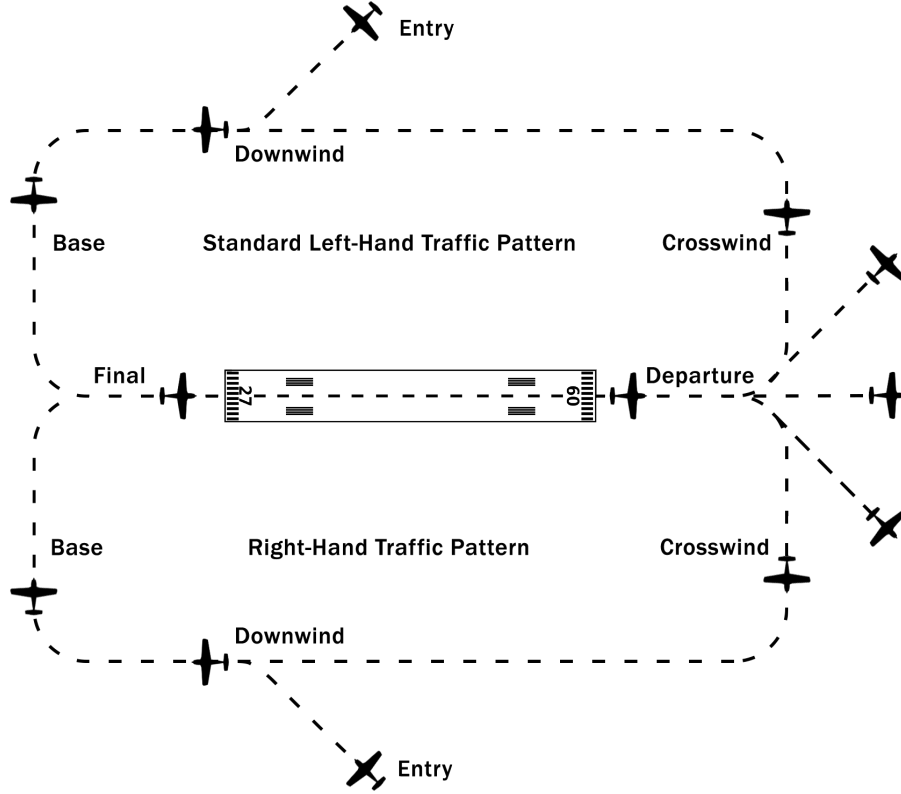 Entry
Downwind
Base
Standard Left-Hand Traffic Pattern
Crosswind
Final
27
09
Departure
Base
Right-Hand Traffic Pattern
Crosswind
Downwind
Entry